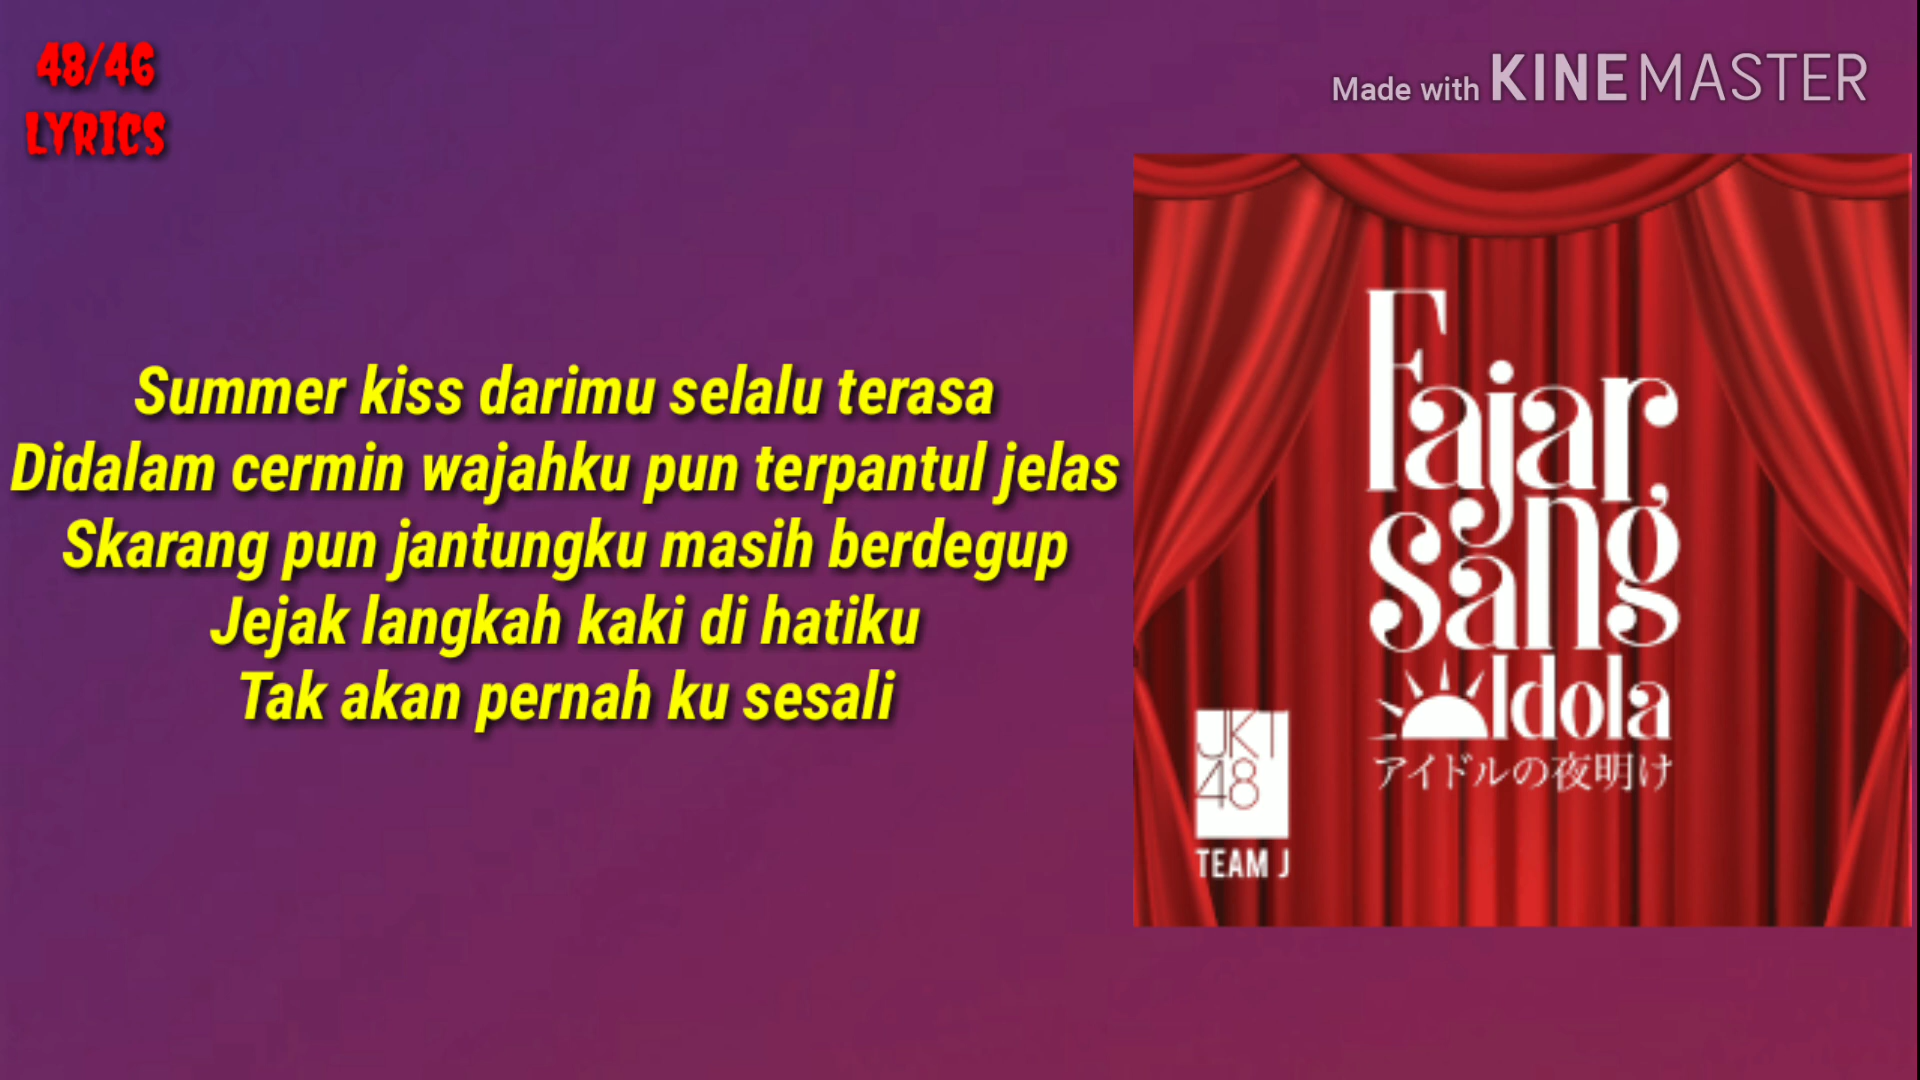 48/46
LYRICS
Made with KINEMASTER
Summer kiss darimu selalu terasa
Didalam cermin wajahku pun terpantul jelas
Skarang pun jantungku masih berdegup
Jejak langkah kaki di hatiku
Tak akan pernah ku sesali
Fajar
sang
Idola
アイドルの夜明け
JKT
48
TEAM J